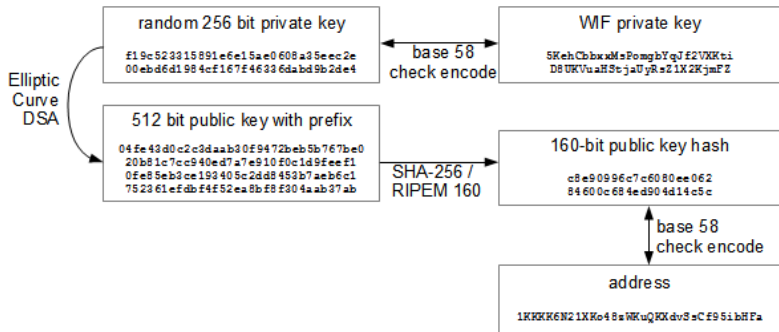 random 256 bit private key
f19c523315891e6e15ae0608a35eec2e
00ebd6d1984cf167f46336dabd9b2de4
base 58
check encode
WIF private key
5KehCbbxxMsPomgbYqJf2VXKti
D8UKVuaHStjaUyRsZ1X2KjmFZ
Elliptic
Curve
DSA
512 bit public key with prefix
04fe43d0c2c3daab30f9472beb5b767be0
20b81c7cc940ed7a7e910f0c1d9feef1
0fe85eb3ce193405c2dd8453b7aeb6c1
752361efdbf4f52ea8bf8f304aab37ab
SHA-256 /
RIPEM 160
160-bit public key hash
c8e90996c7c6080ee062
84600c684ed904d14c5c
base 58
check encode
address
1KKKK6N21XKo48zWKuQKXdvSsCf95ibHFa